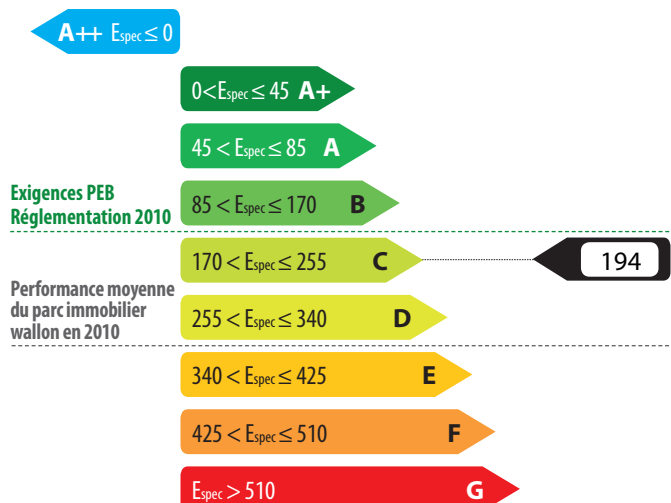 A++ Espec ≤ 0
0<Espec ≤ 45 A+
45 < Espec ≤ 85 A
Exigences PEB
Réglementation 2010
85 < Espec ≤ 170 B
170 < Espec ≤ 255 C
194
Performance moyenne
du parc immobilier
wallon en 2010
255 < Espec ≤ 340 D
340 < Espec ≤ 425 E
425 < Espec ≤ 510 F
Espec > 510 G